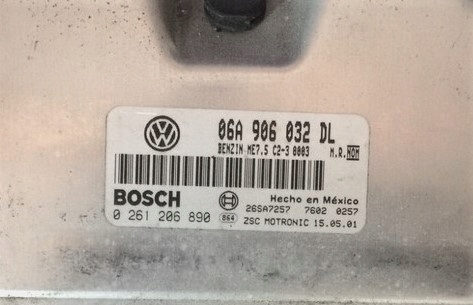 06A 906 032 DL
BENZIN ME7.5 C2-3 0003 M.R.NOM
BOSCH
Hecho en México
0 261 206 890 864 26SA7257 7602 0257
ZSC MOTRONIC 15.05.01